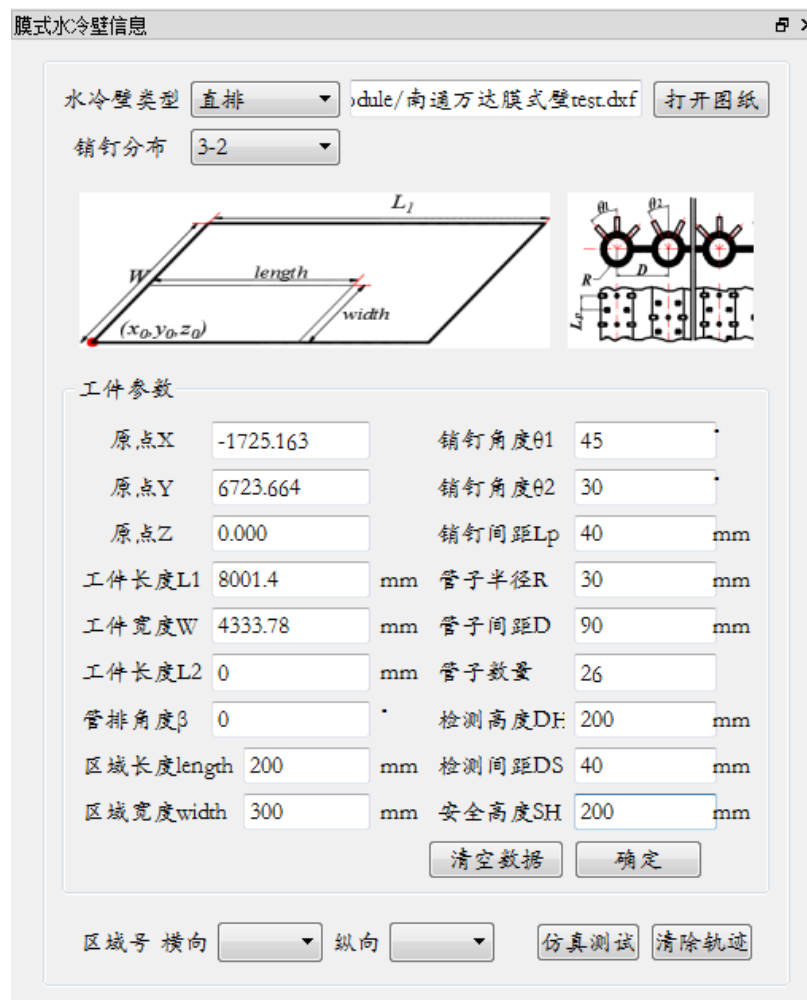 膜式水冷壁信息
水冷壁类型 直排 odule/南通万达膜式壁test.dxf 打开图纸
销钉分布 3-2
L1
W length
width
(x0,y0,z0)
θ1 θ2
R D
Lp
工件参数
原点X -1725.163 销钉角度θ1 45 °
原点Y 6723.664 销钉角度θ2 30 °
原点Z 0.000 销钉间距Lp 40 mm
工件长度L1 8001.4 mm 管子半径R 30 mm
工件宽度W 4333.78 mm 管子间距D 90 mm
工件长度L2 0 mm 管子数量 26
管排角度β 0 ° 检测高度DH 200 mm
区域长度length 200 mm 检测间距DS 40 mm
区域宽度width 300 mm 安全高度SH 200 mm
清空数据 确定
区域号 横向 纵向 仿真测试 清除轨迹